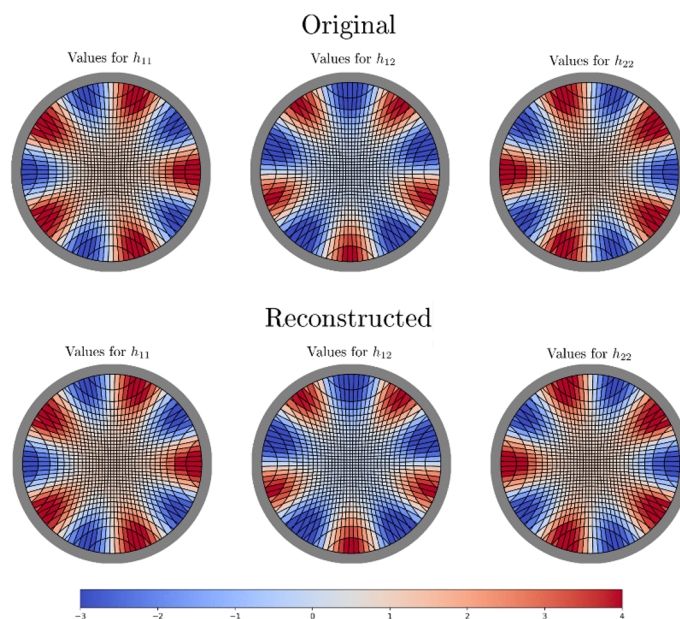 Original
Values for h₁₁ Values for h₁₂ Values for h₂₂
Reconstructed
Values for h₁₁ Values for h₁₂ Values for h₂₂
−3 −2 −1 0 1 2 3 4